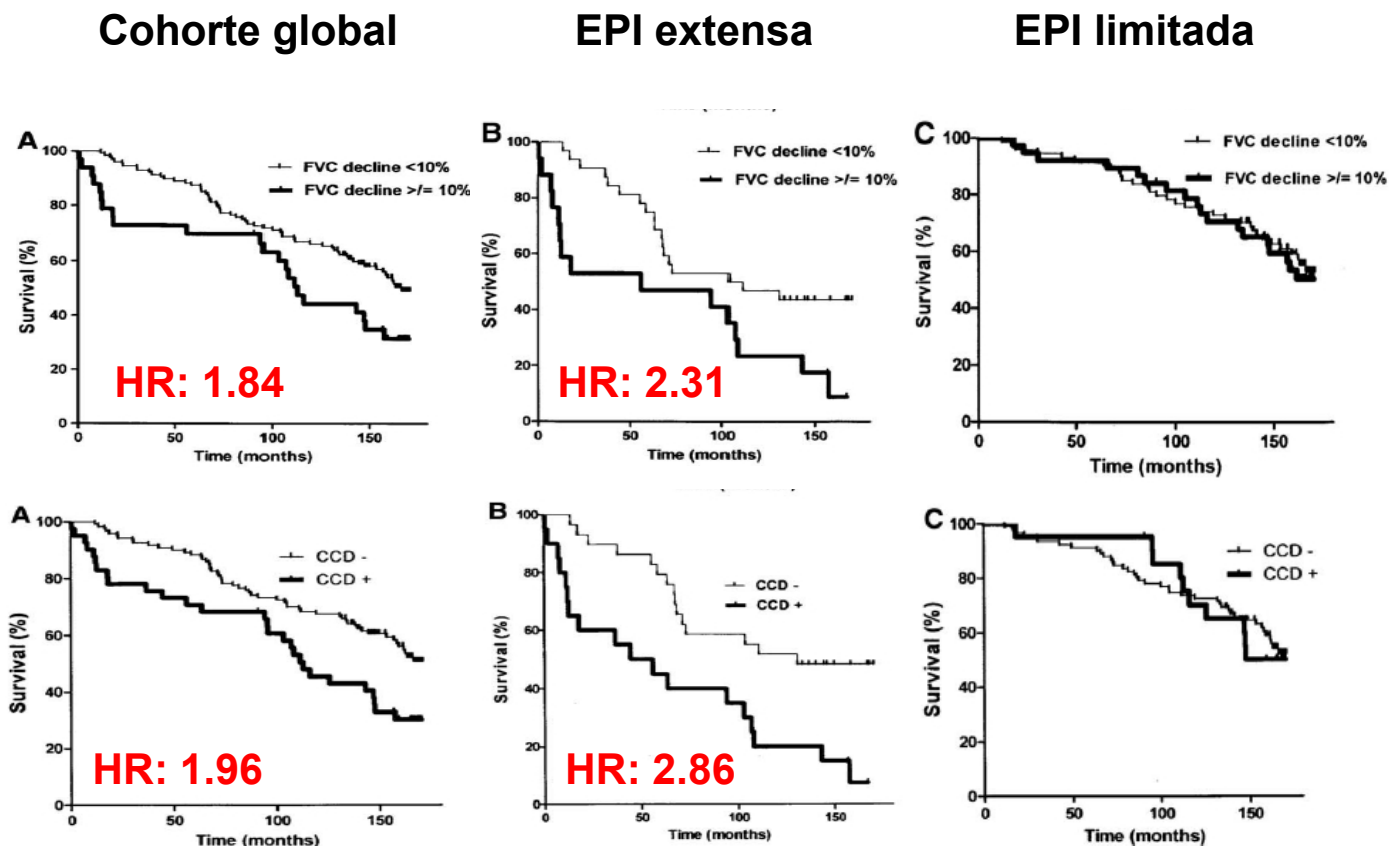 Cohorte global
EPI extensa
EPI limitada
A
100
80
60
40
20
0
Survival (%)
FVC decline <10%
FVC decline >/= 10%
HR: 1.84
0
50
100
150
Time (months)
B
100
80
60
40
20
0
Survival (%)
FVC decline <10%
FVC decline >/= 10%
HR: 2.31
0
50
100
150
Time (months)
C
100
80
60
40
20
0
Survival (%)
FVC decline <10%
FVC decline >/= 10%
0
50
100
150
Time (months)
A
100
80
60
40
20
0
Survival (%)
CCD -
CCD +
HR: 1.96
0
50
100
150
Time (months)
B
100
80
60
40
20
0
Survival (%)
CCD -
CCD +
HR: 2.86
0
50
100
150
Time (months)
C
100
80
60
40
20
0
Survival (%)
CCD -
CCD +
0
50
100
150
Time (months)